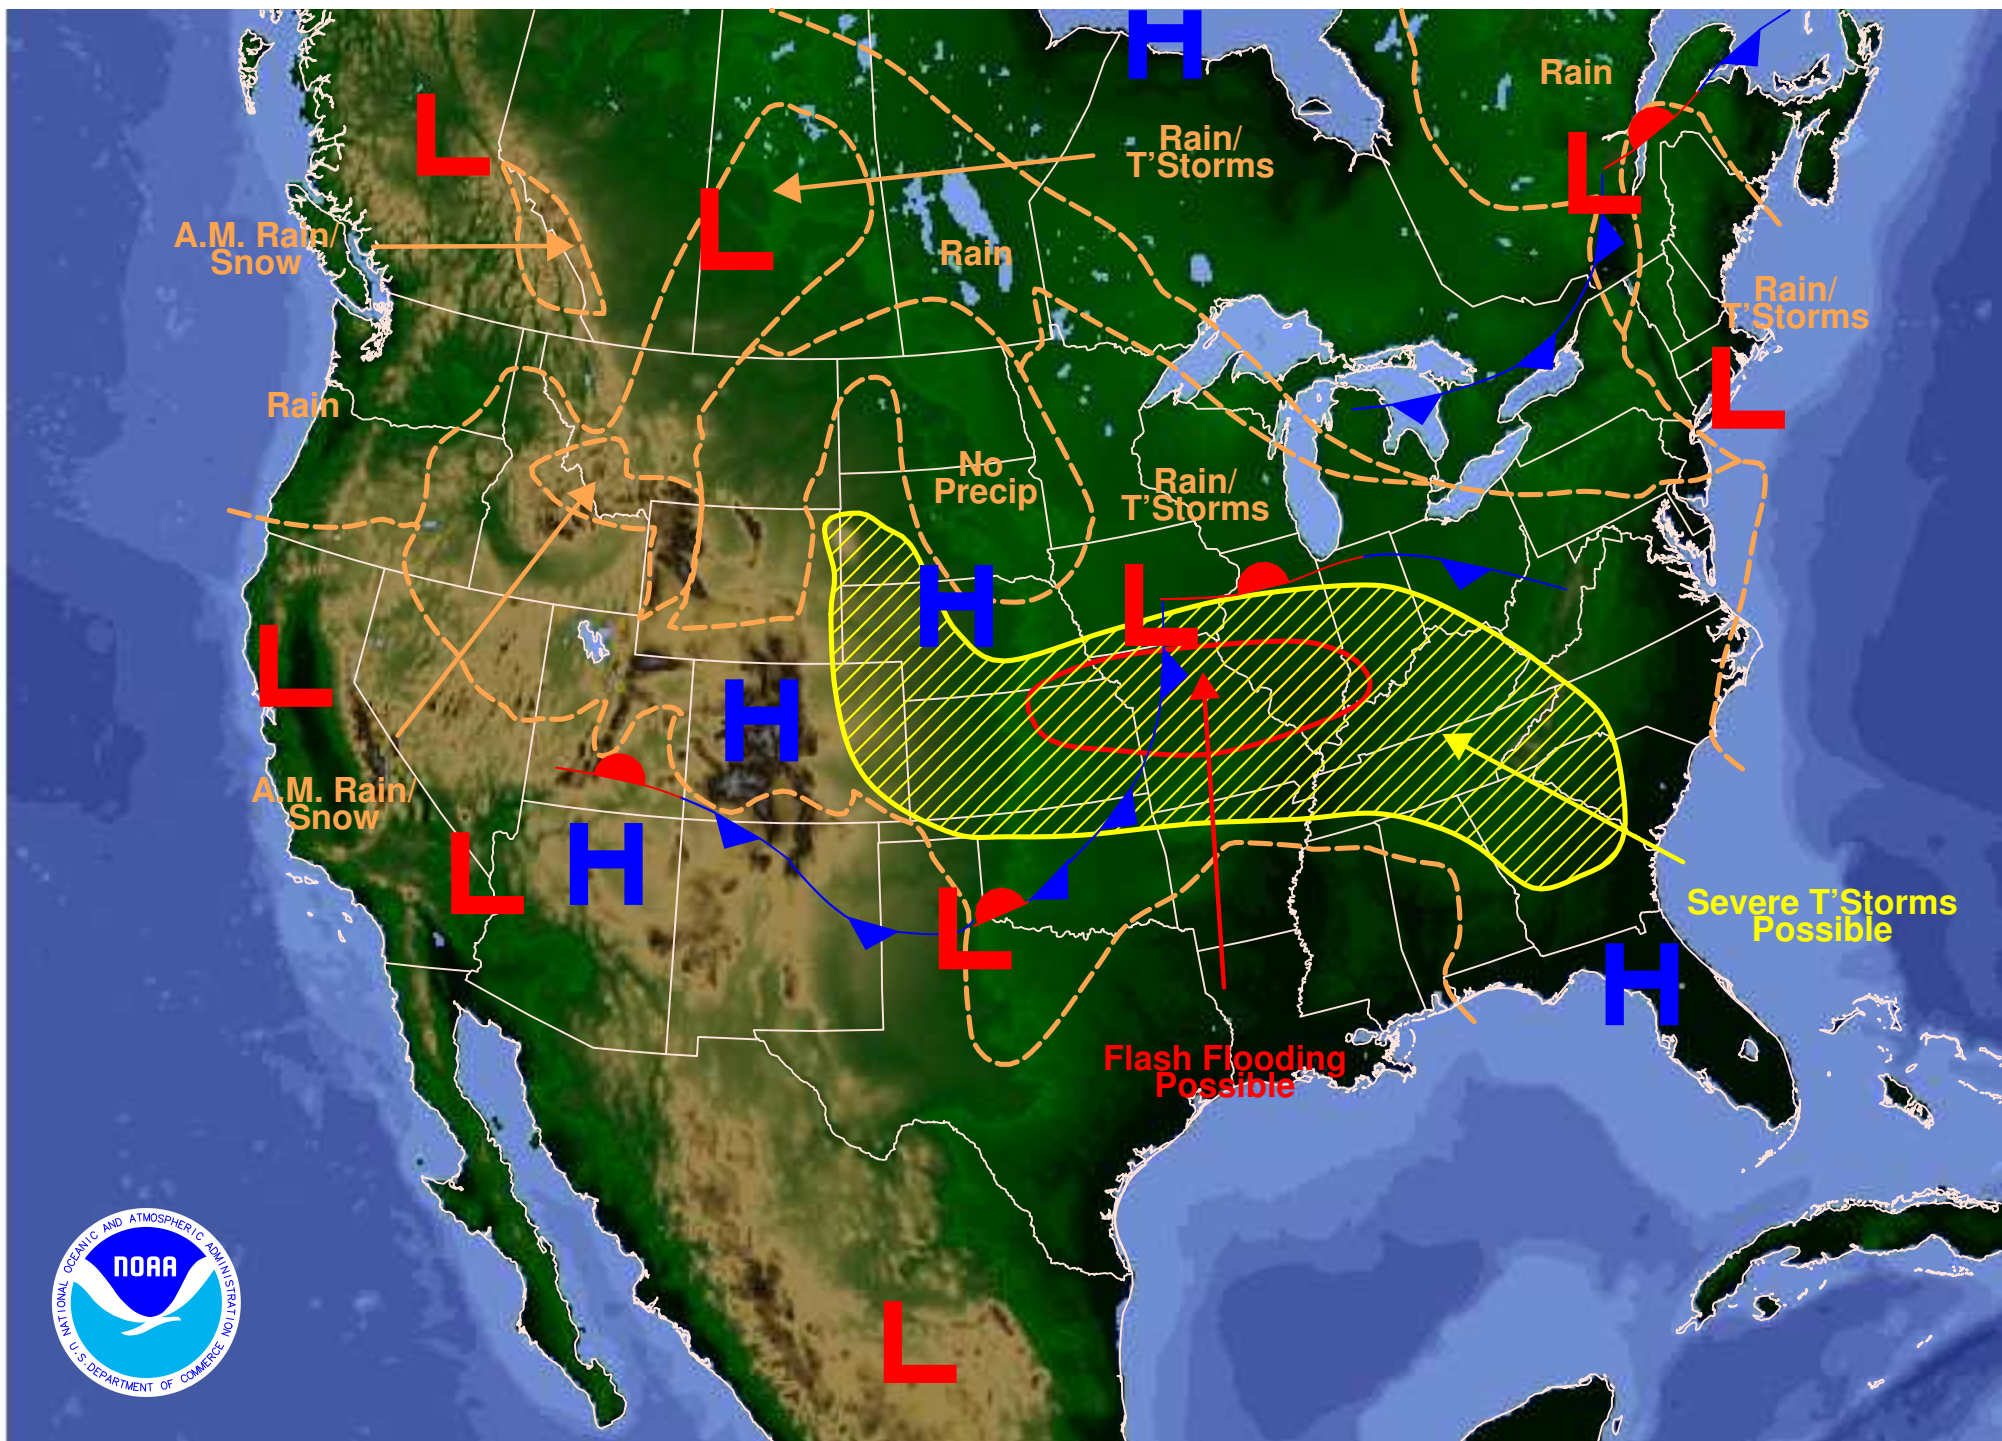 H
Rain
L
Rain/
T'Storms
L
L
A.M. Rain/
Snow
Rain
Rain/
T'Storms
L
Rain
No
Precip
Rain/
T'Storms
H
L
L
H
A.M. Rain/
Snow
H
L
L
Severe T'Storms
Possible
H
Flash Flooding
Possible
L
NATIONAL OCEANIC AND ATMOSPHERIC ADMINISTRATION
NOAA
U.S. DEPARTMENT OF COMMERCE